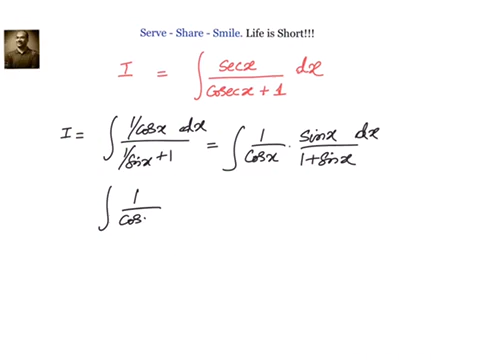 Serve - Share - Smile. Life is Short!!!
I = ∫ secx / (cosecx + 1) dx
I = ∫ (1/cosx dx) / (1/sinx + 1) = ∫ 1/cosx · sinx dx / (1 + sinx)
∫ 1/cos